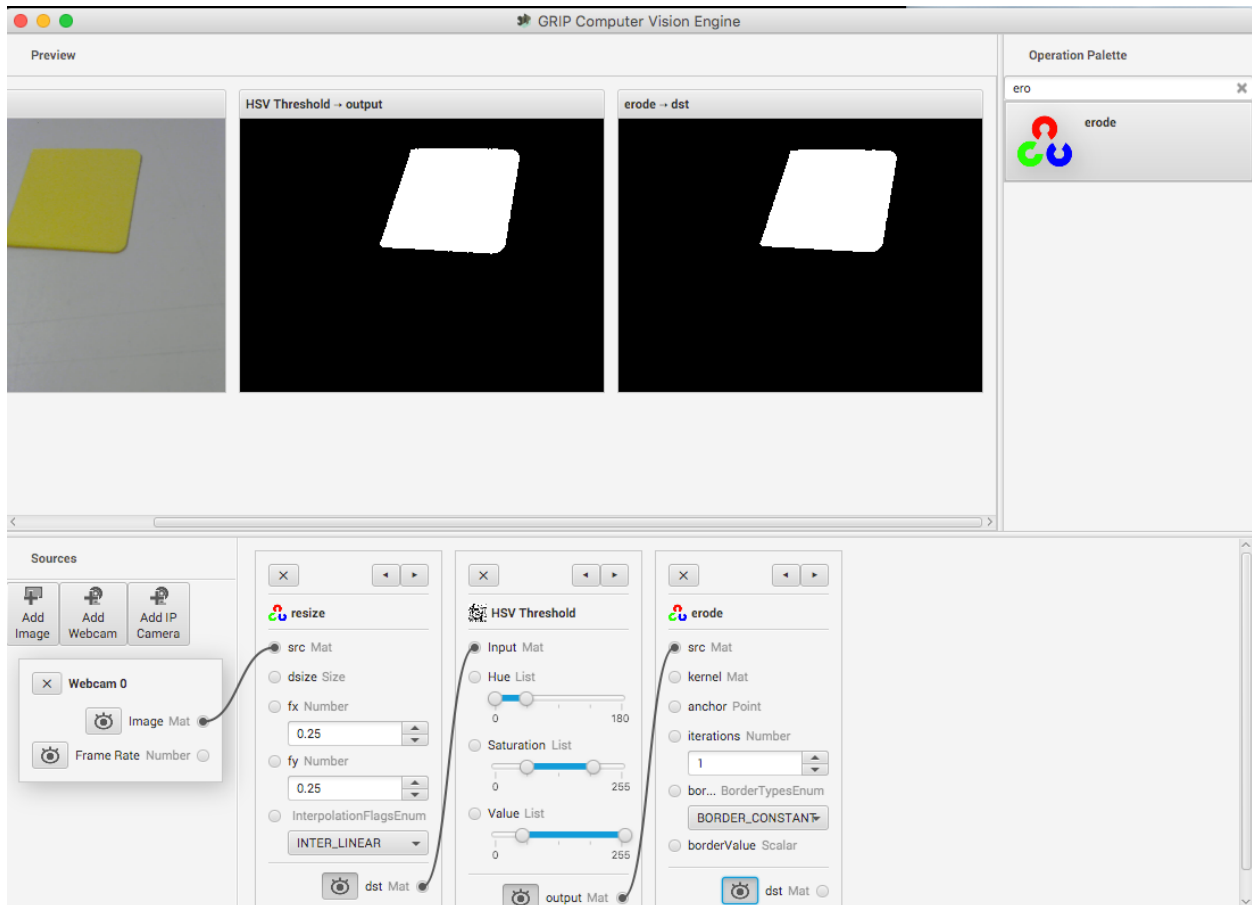 GRIP Computer Vision Engine
Preview
Operation Palette
HSV Threshold → output
erode → dst
ero
erode
Sources
Add Image
Add Webcam
Add IP Camera
Webcam 0
Image Mat
Frame Rate Number
resize
src Mat
dsize Size
fx Number
0.25
fy Number
0.25
InterpolationFlagsEnum
INTER_LINEAR
dst Mat
HSV Threshold
Input Mat
Hue List
0 180
Saturation List
0 255
Value List
0 255
output Mat
erode
src Mat
kernel Mat
anchor Point
iterations Number
1
bor... BorderTypesEnum
BORDER_CONSTANT
borderValue Scalar
dst Mat